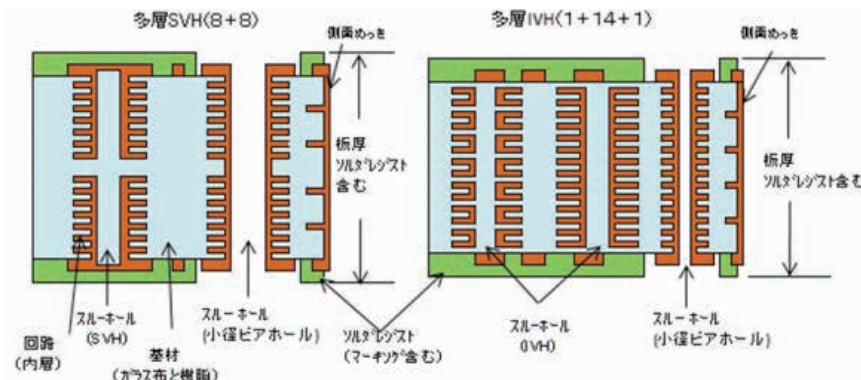 多層SVH(8+8)
多層IVH(1+14+1)
側面めっき
側面めっき
板厚
ソルダレジスト
含む
板厚
ソルダレジスト含む
回路
(内層)
スルーホール
(SVH)
基材
(ガラス布と樹脂)
スルーホール
(小径ビアホール)
ソルダレジスト
(マーキング含む)
スルーホール
(IVH)
スルーホール
(小径ビアホール)